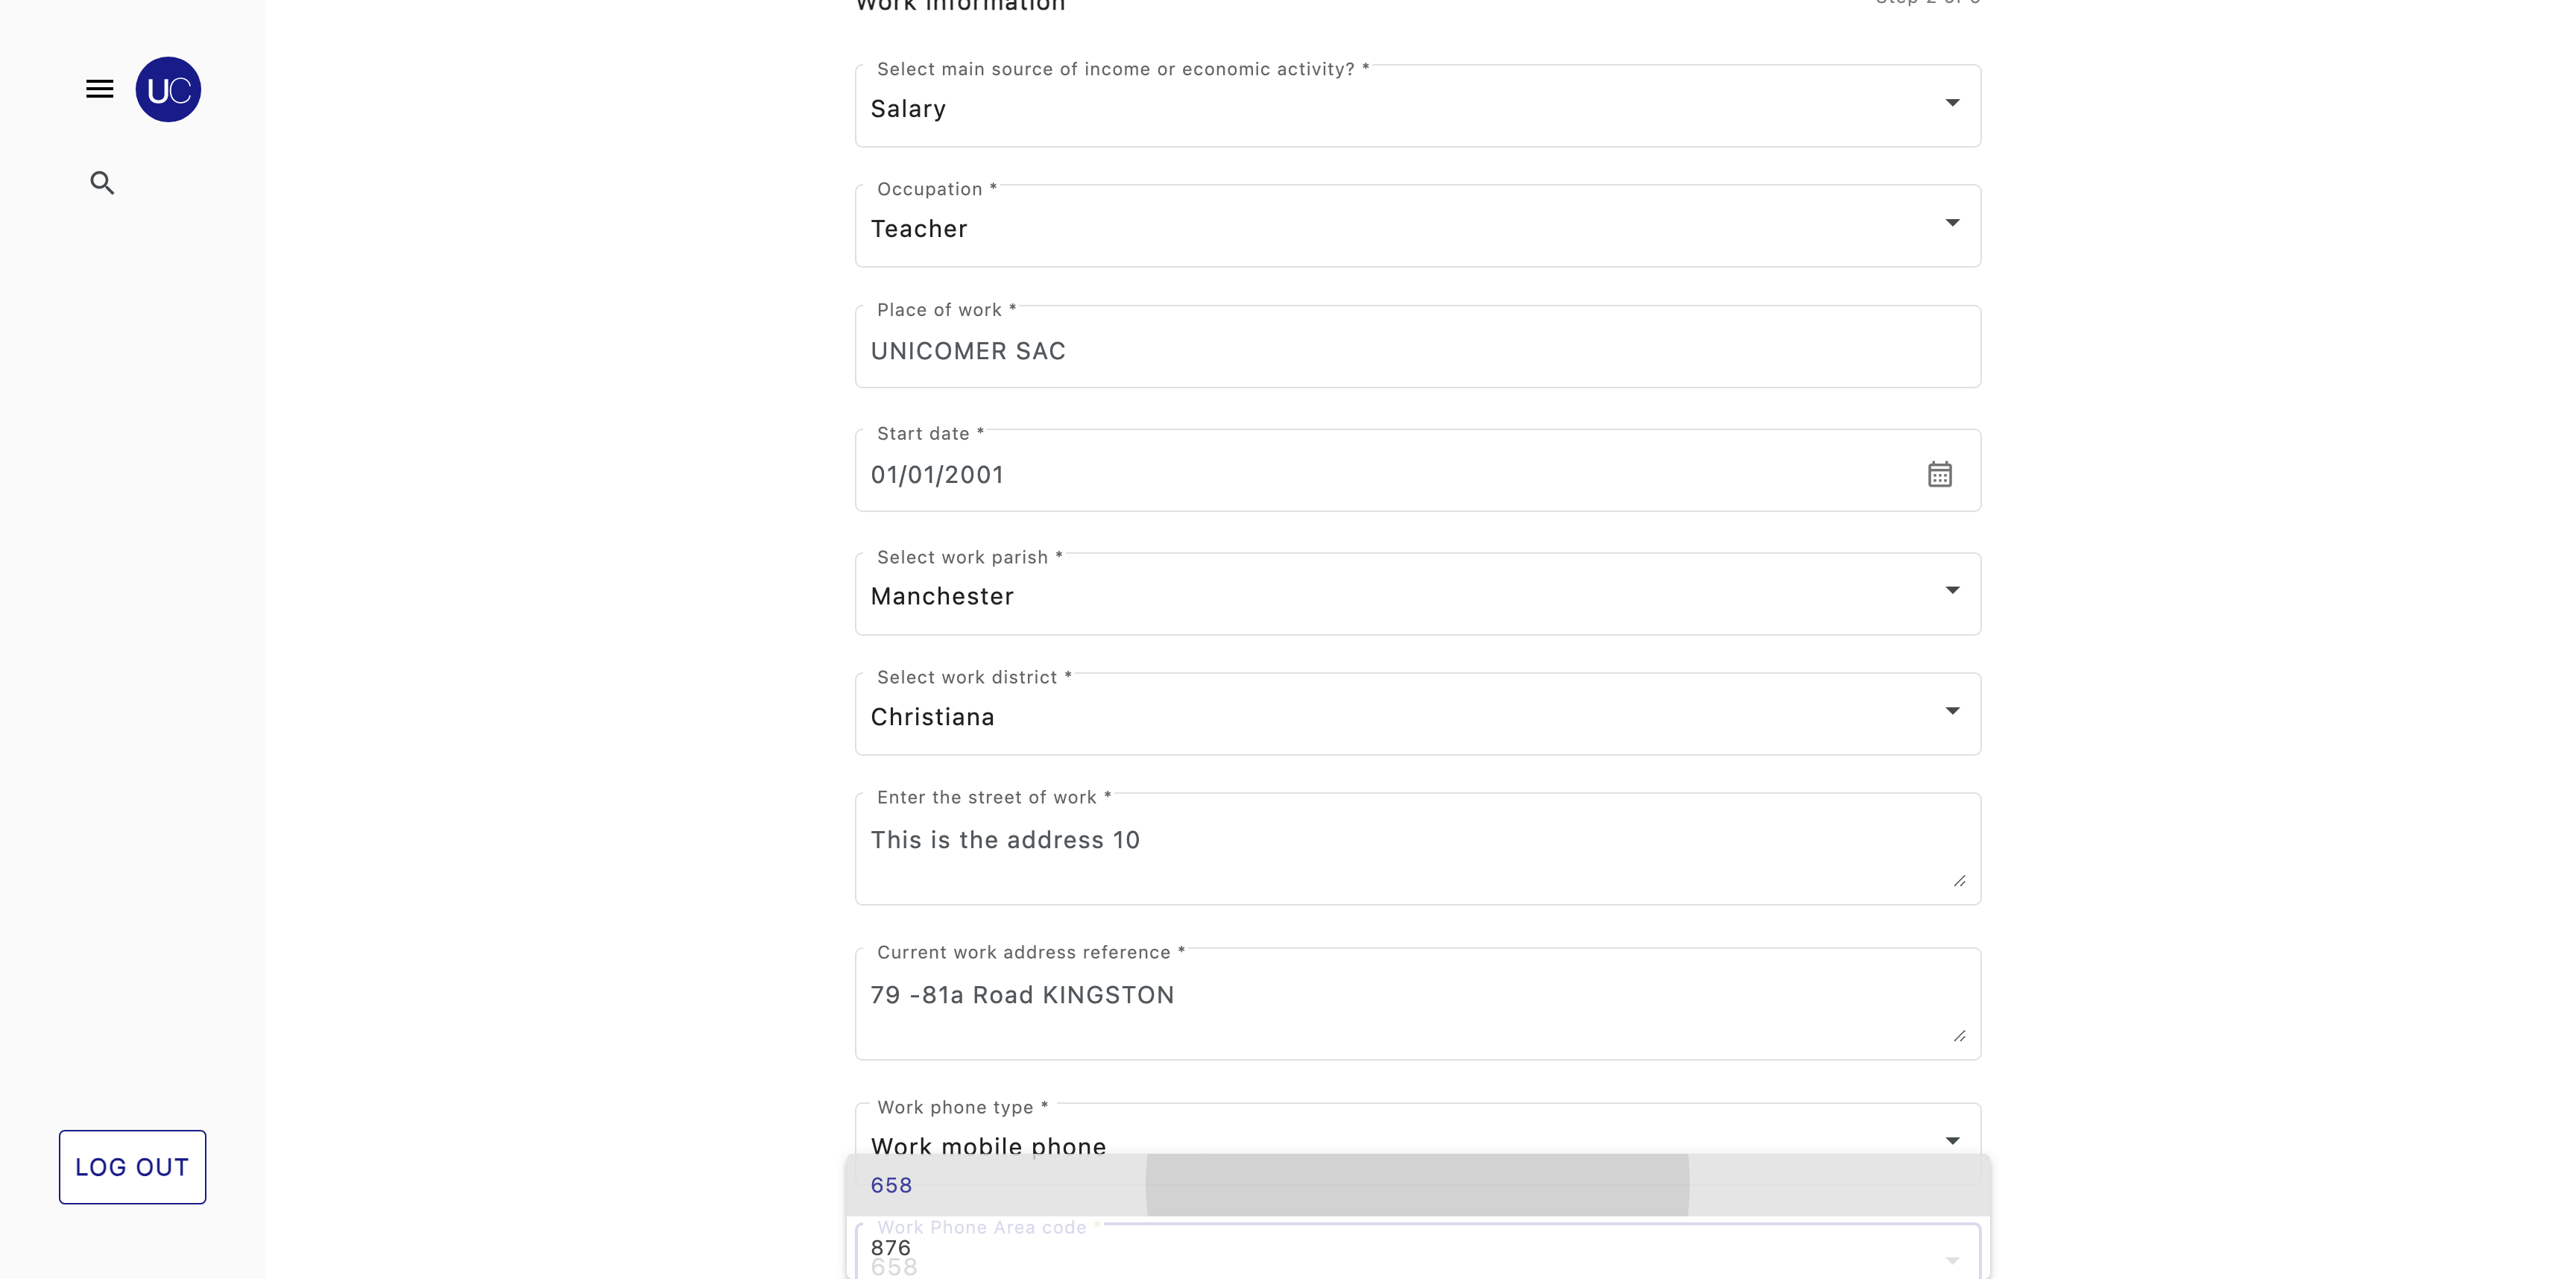 Work Information
Step 2 of
UC
Select main source of income or economic activity? *
Salary
Occupation *
Teacher
Place of work *
UNICOMER SAC
Start date *
01/01/2001
Select work parish *
Manchester
Select work district *
Christiana
Enter the street of work *
This is the address 10
Current work address reference *
79 -81a Road KINGSTON
Work phone type *
Work mobile phone
658
Work Phone Area code *
876
658
LOG OUT